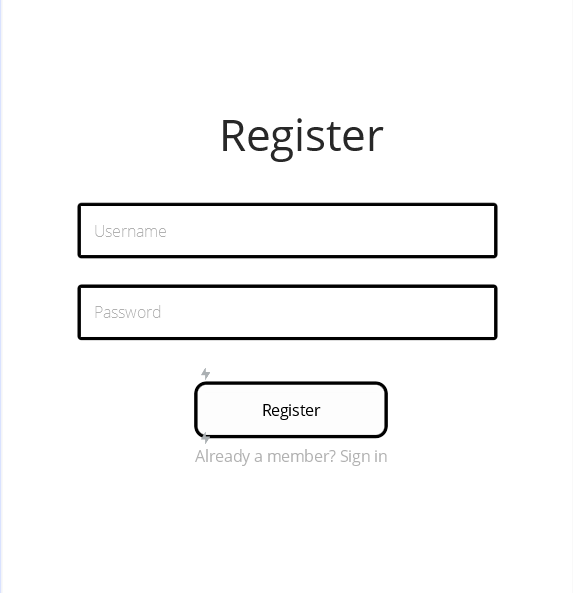 Register
Username
Password
Register
Already a member? Sign in